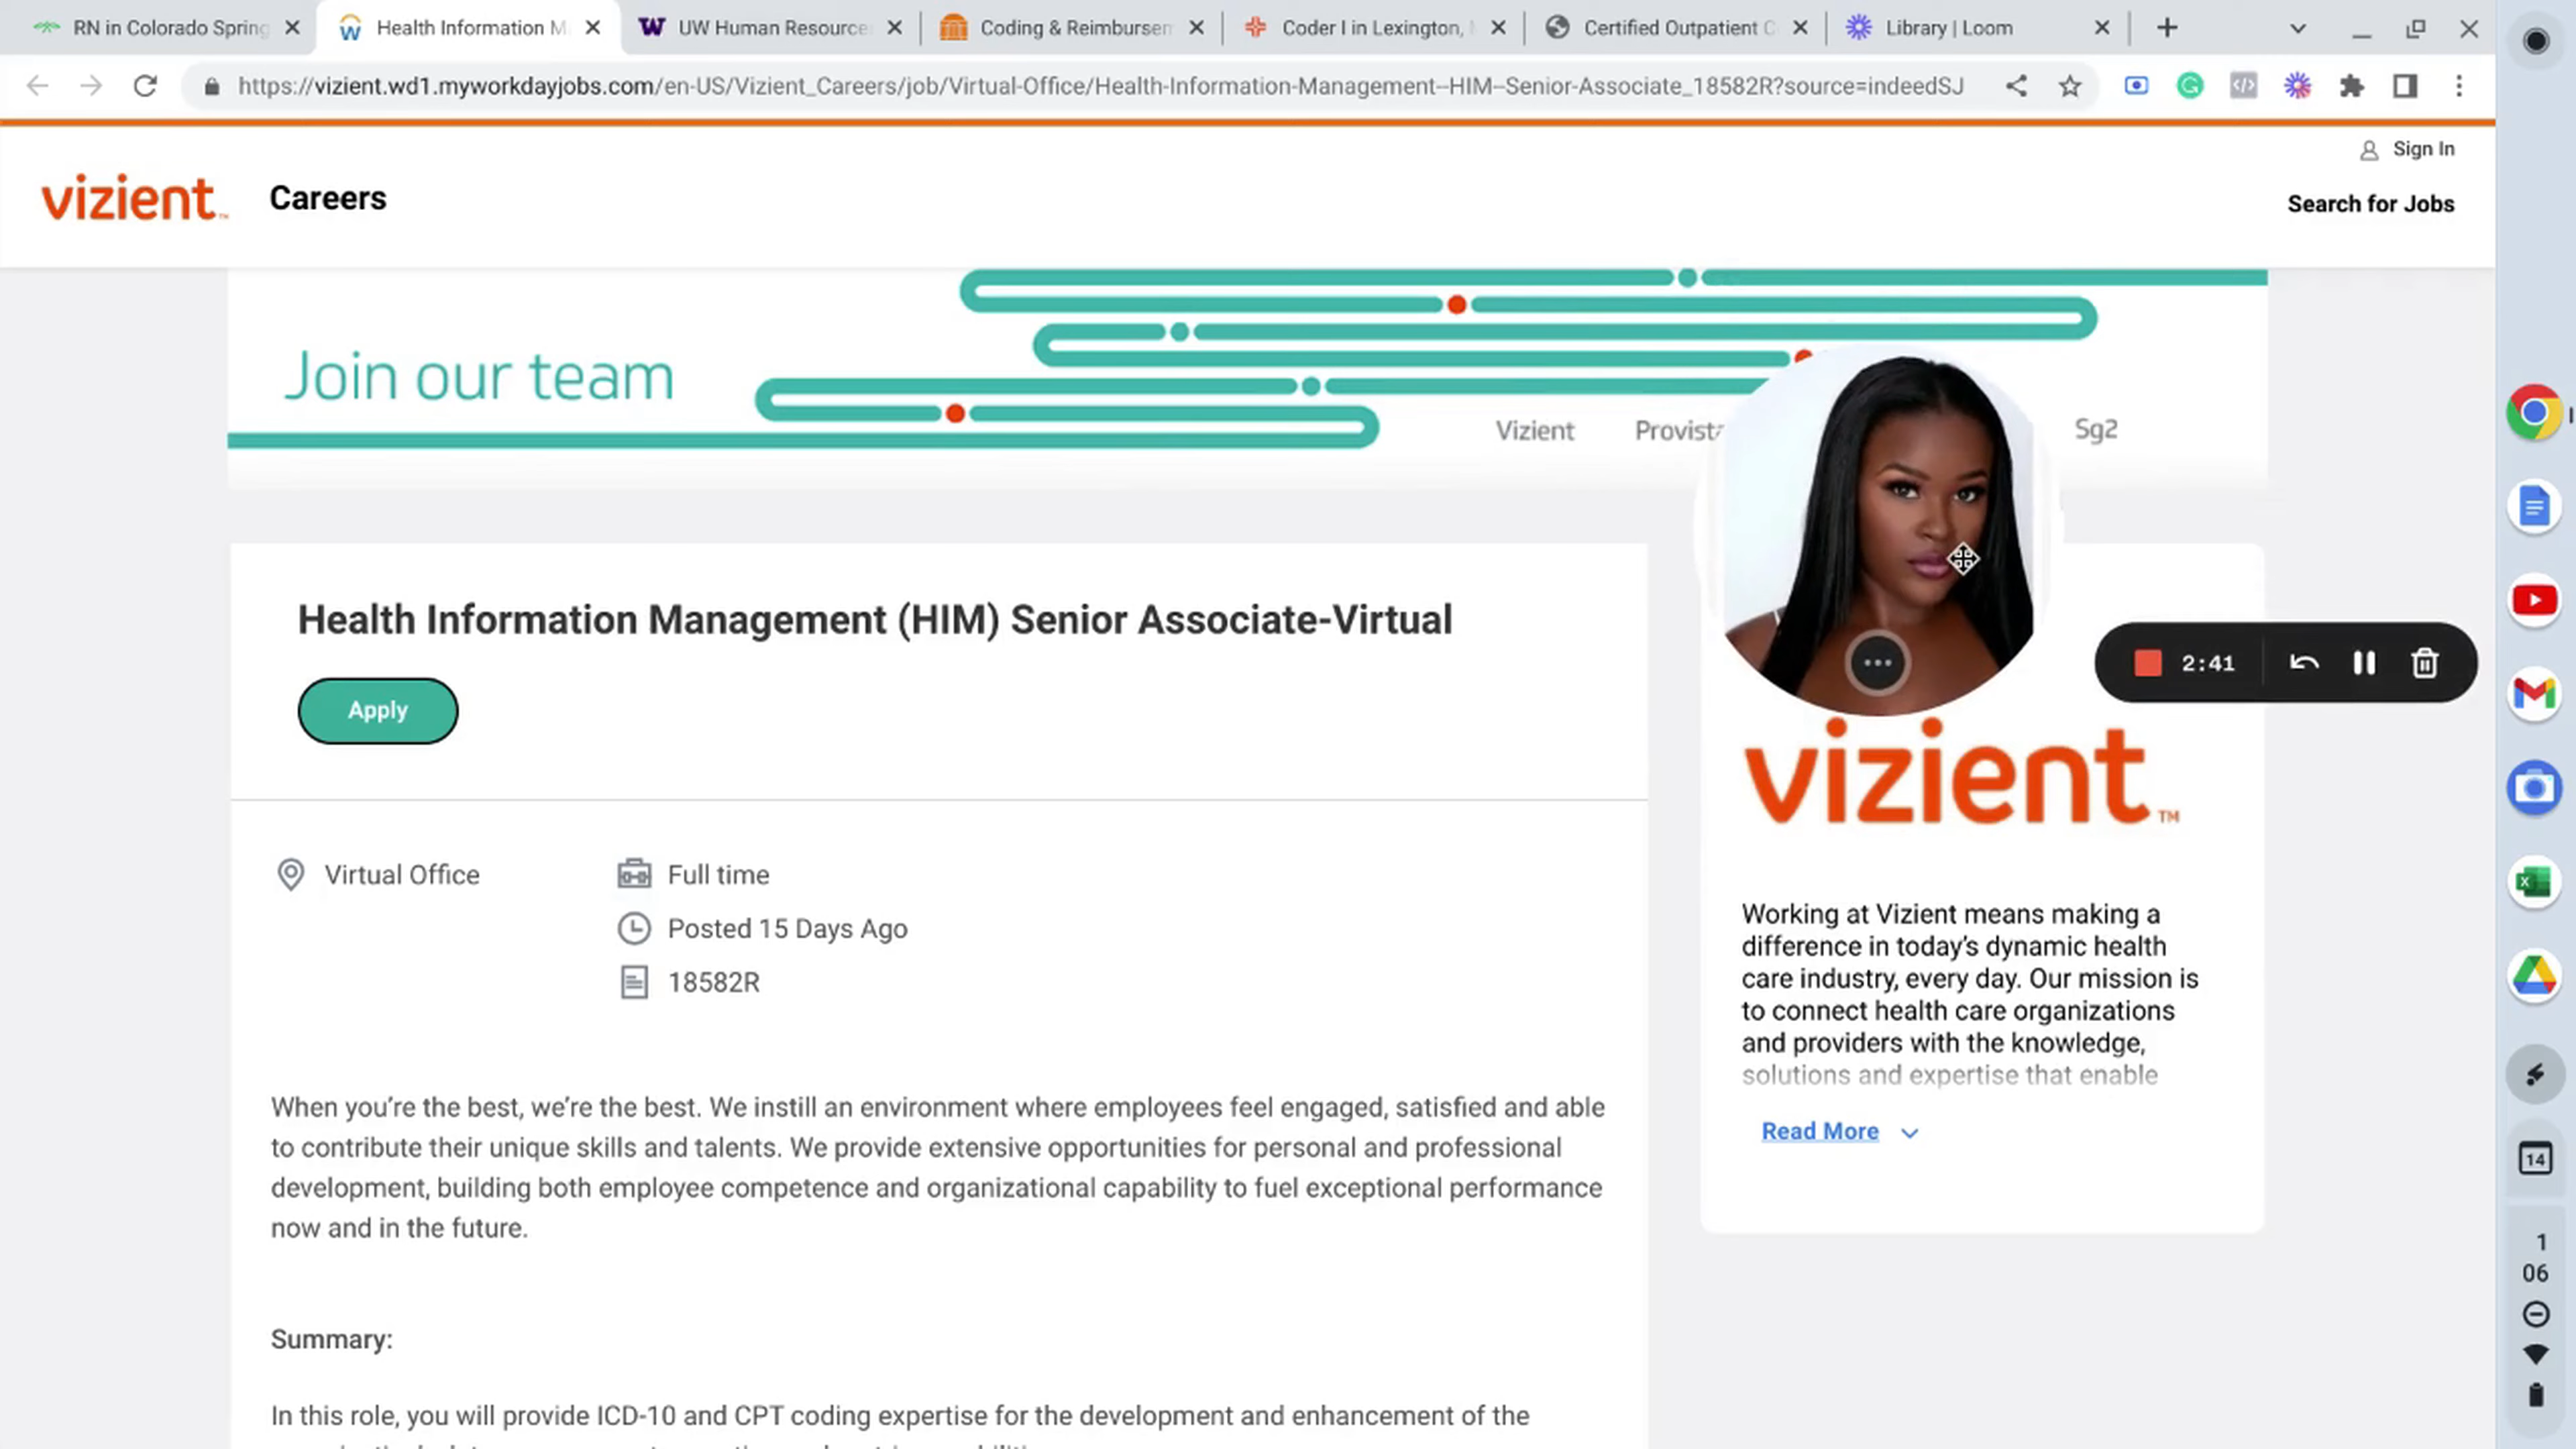 RN in Colorado Spring
Health Information M
UW Human Resource
Coding & Reimbursem
Coder I in Lexington,
Certified Outpatient C
Library | Loom
https://vizient.wd1.myworkdayjobs.com/en-US/Vizient_Careers/job/Virtual-Office/Health-Information-Management--HIM--Senior-Associate_18582R?source=indeedSJ
Sign In
vizient™
Careers
Search for Jobs
Join our team
Vizient
Provista
Sg2
Health Information Management (HIM) Senior Associate-Virtual
Apply
2:41
vizient™
Virtual Office
Full time
Posted 15 Days Ago
18582R
Working at Vizient means making a
difference in today's dynamic health
care industry, every day. Our mission is
to connect health care organizations
and providers with the knowledge,
solutions and expertise that enable
Read More
When you're the best, we're the best. We instill an environment where employees feel engaged, satisfied and able
to contribute their unique skills and talents. We provide extensive opportunities for personal and professional
development, building both employee competence and organizational capability to fuel exceptional performance
now and in the future.
Summary:
In this role, you will provide ICD-10 and CPT coding expertise for the development and enhancement of the
14
1
06